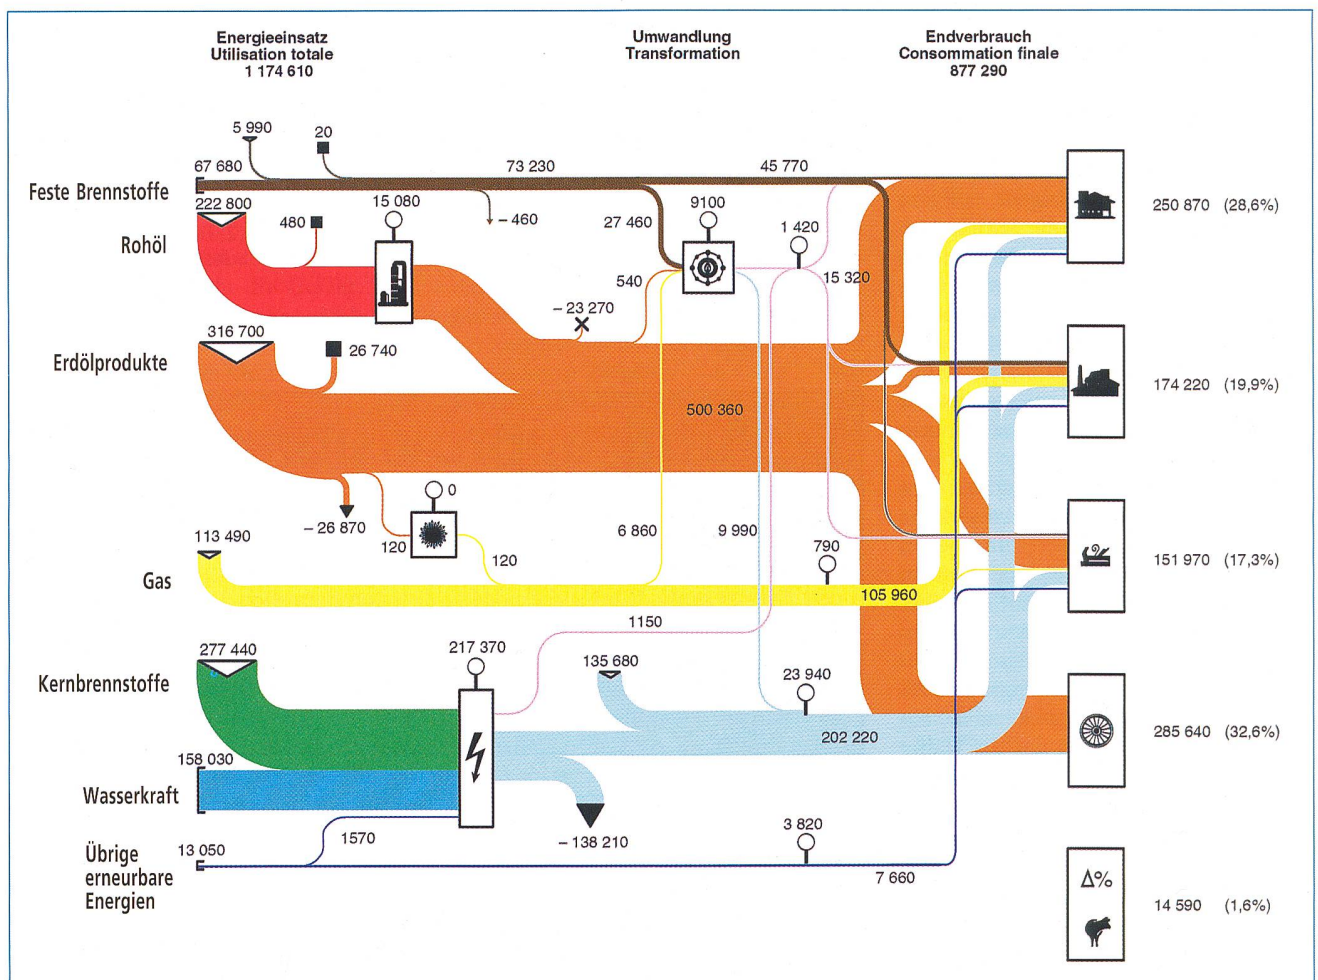 Energieeinsatz
Utilisation totale
1 174 610
Umwandlung
Transformation
Endverbrauch
Consommation finale
877 290
5 990
20
67 680
73 230
45 770
Feste Brennstoffe
222 800
480
15 080
– 460
27 460
9100
1 420
250 870 (28,6%)
Rohöl
540
15 320
– 23 270
316 700
26 740
Erdölprodukte
500 360
174 220 (19,9%)
– 26 870
0
120
120
113 490
6 860
9 990
790
151 970 (17,3%)
Gas
105 960
1150
277 440
217 370
135 680
23 940
Kernbrennstoffe
202 220
285 640 (32,6%)
158 030
Wasserkraft
1570
– 138 210
3 820
13 050
Übrige
erneurbare
Energien
7 660
Δ%
14 590 (1,6%)